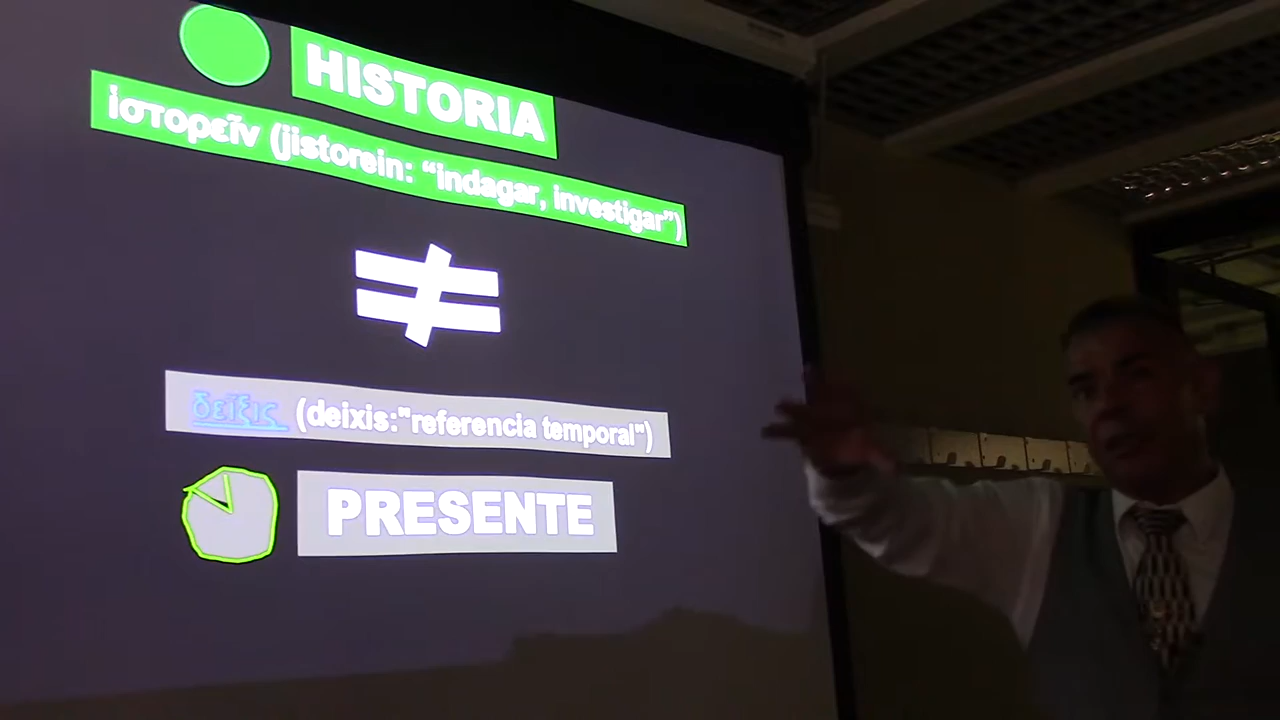 HISTORIA
ἱστορεῖν (jistorein: “indagar, investigar”)
≠
δεῖξις (deixis:"referencia temporal")
PRESENTE